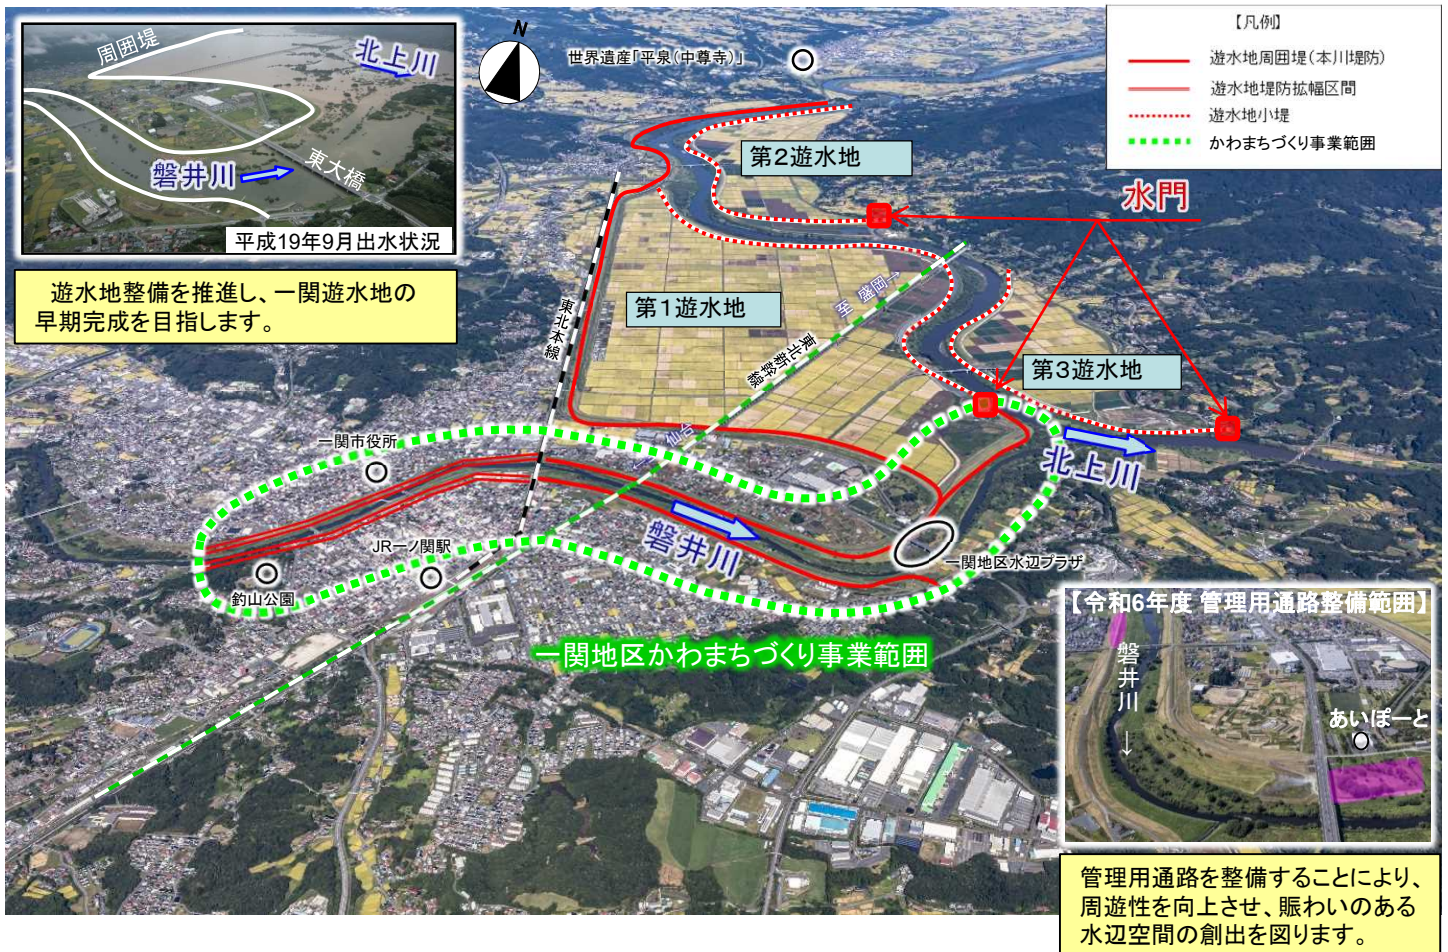 周囲堤
北上川
磐井川
東大橋
平成19年9月出水状況
遊水地整備を推進し、一関遊水地の
早期完成を目指します。
N
世界遺産「平泉(中尊寺)」
【凡例】
遊水地周囲堤(本川堤防)
遊水地堤防拡幅区間
遊水地小堤
かわまちづくり事業範囲
第2遊水地
水門
第1遊水地
至 盛岡→
東北本線
東北新幹線
第3遊水地
仙台
一関市役所
北上川
磐井川
JR一ノ関駅
一関地区水辺プラザ
釣山公園
一関地区かわまちづくり事業範囲
【令和6年度 管理用通路整備範囲】
磐井川
↓
あいぽーと
管理用通路を整備することにより、
周遊性を向上させ、賑わいのある
水辺空間の創出を図ります。